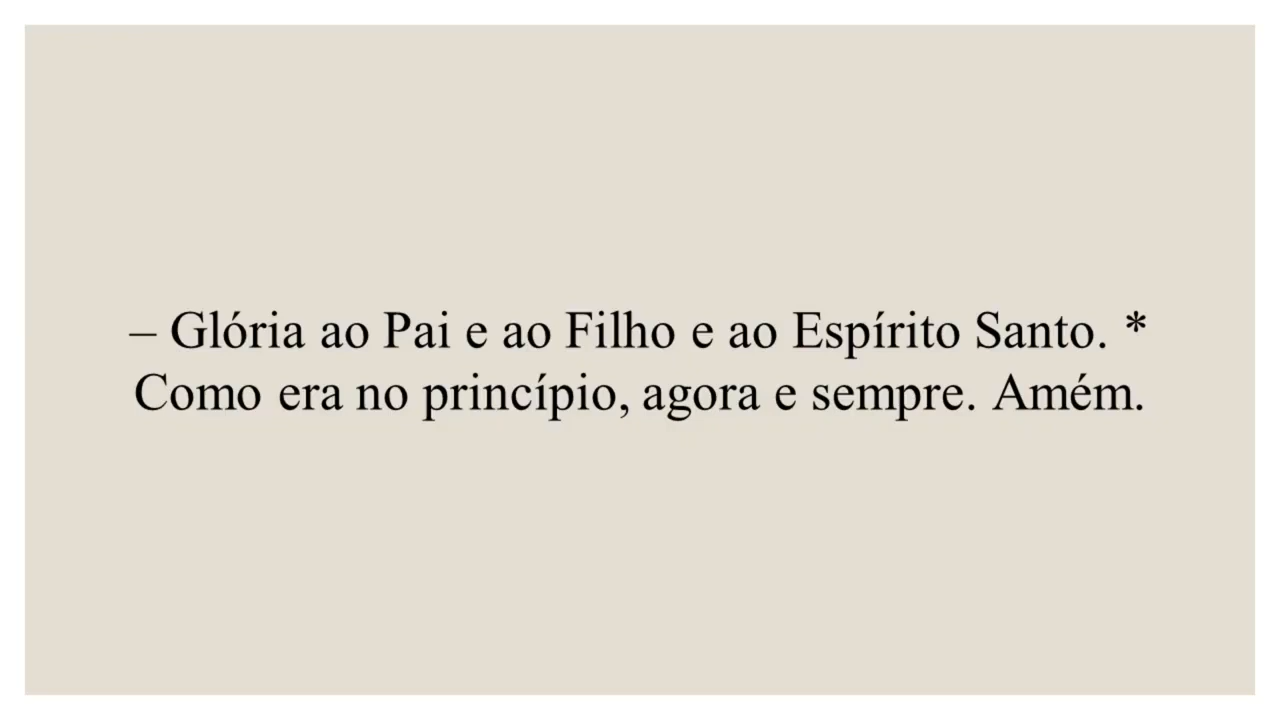 – Glória ao Pai e ao Filho e ao Espírito Santo. *
Como era no princípio, agora e sempre. Amém.